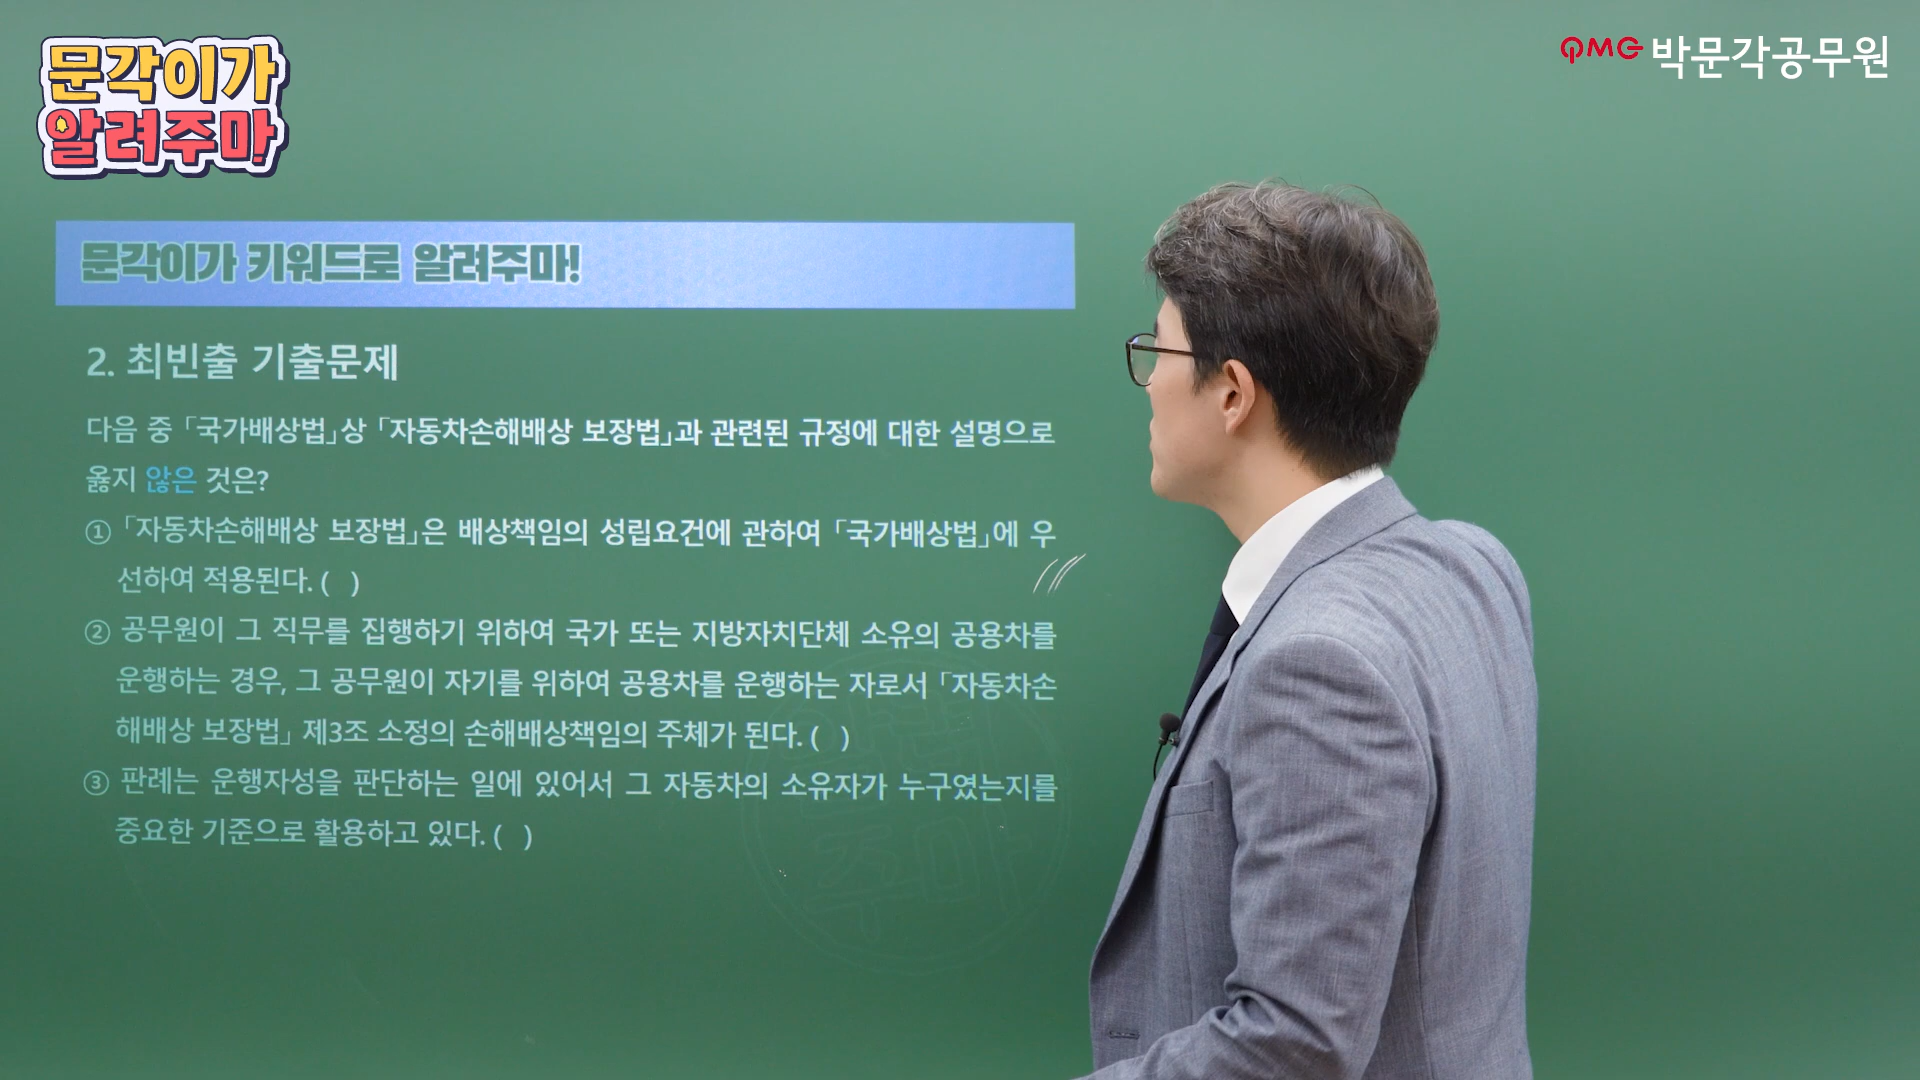 문각이가
알려주마!
PMG 박문각공무원
문각이가 키워드로 알려주마!
2. 최빈출 기출문제
다음 중 「국가배상법」상 「자동차손해배상 보장법」과 관련된 규정에 대한 설명으로
옳지 않은 것은?
① 「자동차손해배상 보장법」은 배상책임의 성립요건에 관하여 「국가배상법」에 우
선하여 적용된다. ( )
② 공무원이 그 직무를 집행하기 위하여 국가 또는 지방자치단체 소유의 공용차를
운행하는 경우, 그 공무원이 자기를 위하여 공용차를 운행하는 자로서 「자동차손
해배상 보장법」 제3조 소정의 손해배상책임의 주체가 된다. ( )
③ 판례는 운행자성을 판단하는 일에 있어서 그 자동차의 소유자가 누구였는지를
중요한 기준으로 활용하고 있다. ( )